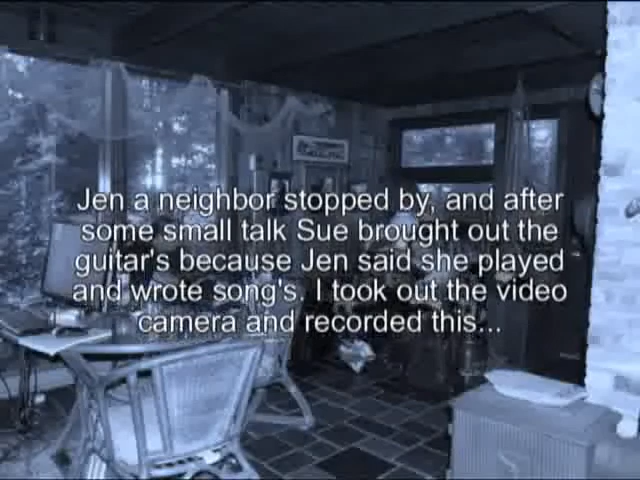 Jen a neighbor stopped by, and after
some small talk Sue brought out the
guitar's because Jen said she played
and wrote song's. I took out the video
camera and recorded this...